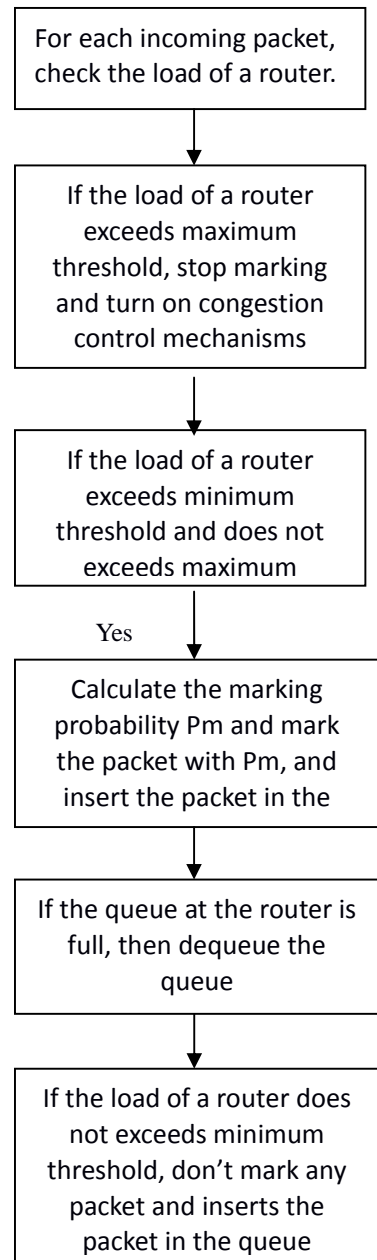 For each incoming packet,
check the load of a router.
If the load of a router
exceeds maximum
threshold, stop marking
and turn on congestion
control mechanisms
If the load of a router
exceeds minimum
threshold and does not
exceeds maximum
Yes
Calculate the marking
probability Pm and mark
the packet with Pm, and
insert the packet in the
If the queue at the router is
full, then dequeue the
queue
If the load of a router does
not exceeds minimum
threshold, don’t mark any
packet and inserts the
packet in the queue